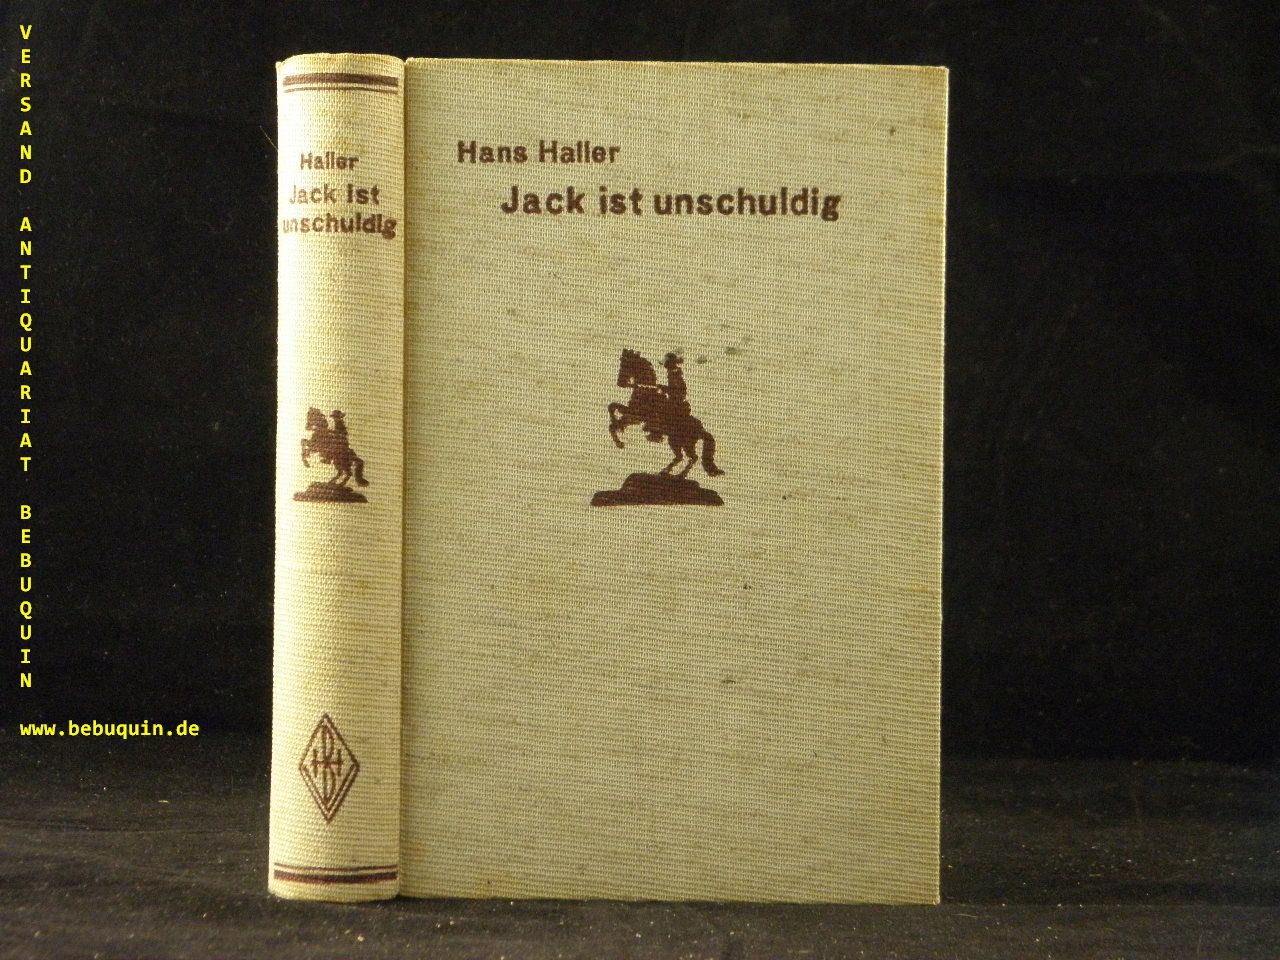 VERSAND ANTIQUARIAT BEBUQUIN
www.bebuquin.de
Haller
Jack ist
unschuldig
Hans Haller
Jack ist unschuldig